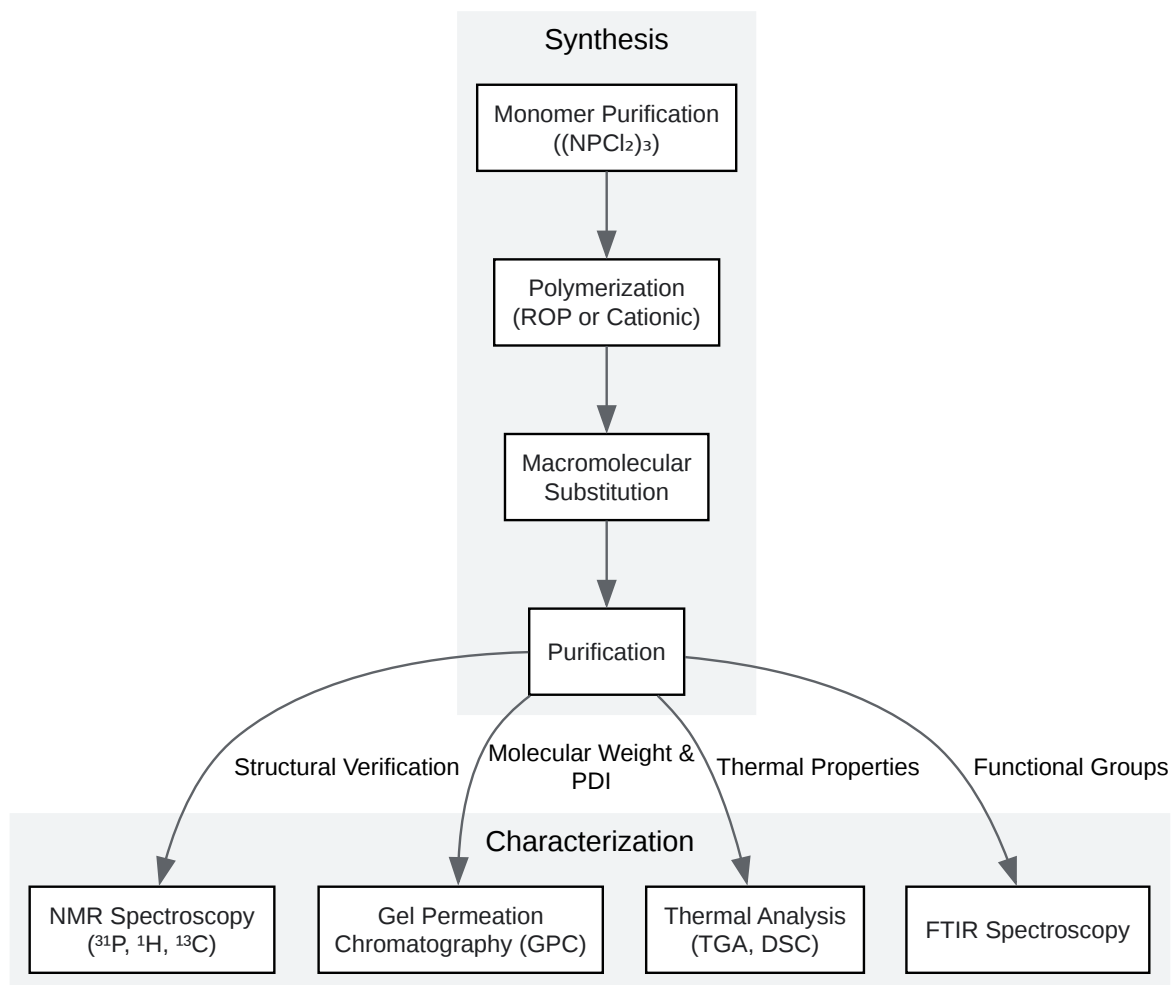 Synthesis
Monomer Purification
((NPCl₂)₃)
Polymerization
(ROP or Cationic)
Macromolecular
Substitution
Purification
Structural Verification
Molecular Weight &
PDI
Thermal Properties
Functional Groups
Characterization
NMR Spectroscopy
(³¹P, ¹H, ¹³C)
Gel Permeation
Chromatography (GPC)
Thermal Analysis
(TGA, DSC)
FTIR Spectroscopy